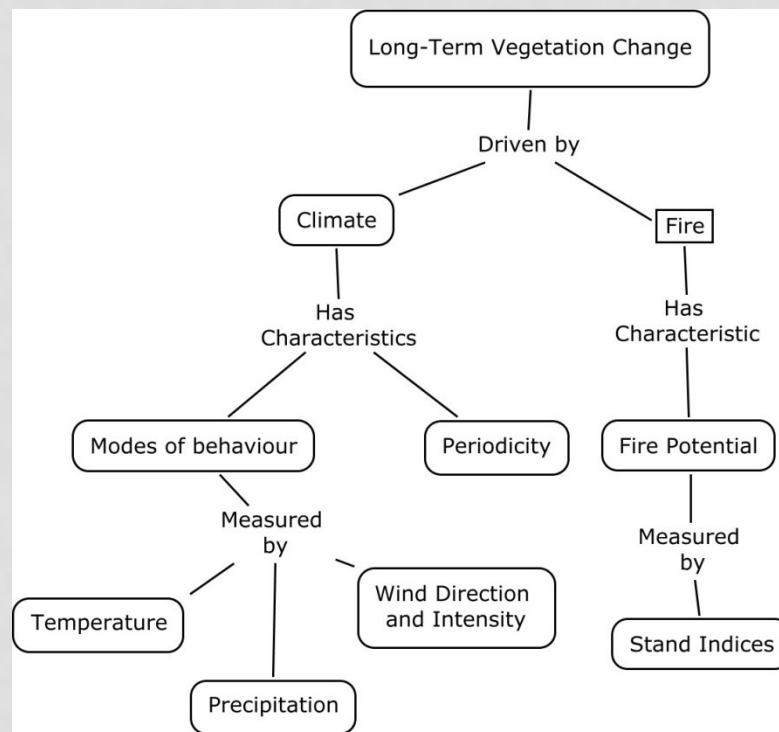 Long-Term Vegetation Change
Driven by
Climate
Fire
Has
Characteristics
Has
Characteristic
Modes of behaviour
Periodicity
Fire Potential
Measured
by
Measured
by
Temperature
Wind Direction
and Intensity
Stand Indices
Precipitation